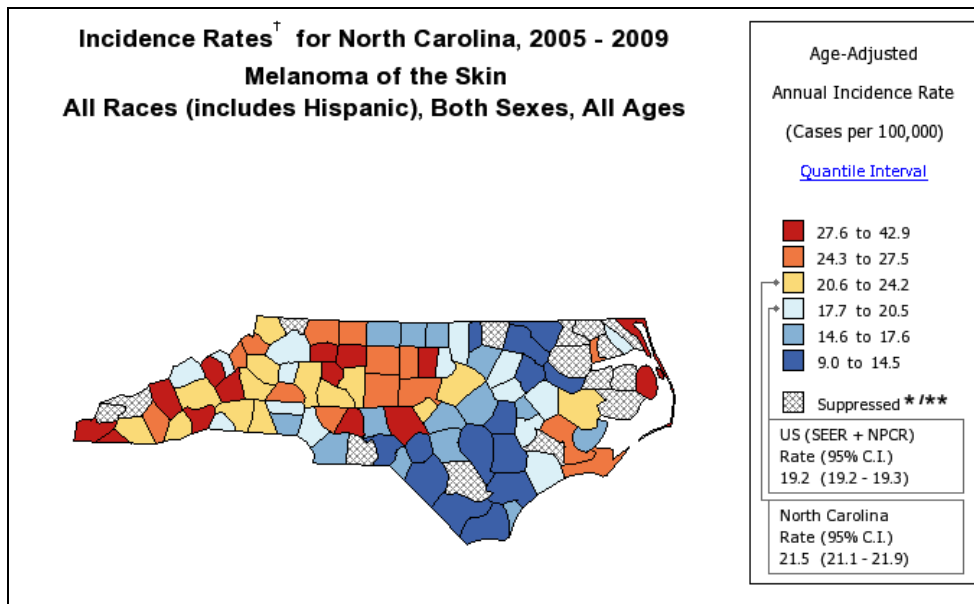 Incidence Rates† for North Carolina, 2005 - 2009
Melanoma of the Skin
All Races (includes Hispanic), Both Sexes, All Ages
Age-Adjusted
Annual Incidence Rate
(Cases per 100,000)
Quantile Interval
27.6 to 42.9
24.3 to 27.5
20.6 to 24.2
17.7 to 20.5
14.6 to 17.6
9.0 to 14.5
Suppressed */**
US (SEER + NPCR)
Rate (95% C.I.)
19.2 (19.2 - 19.3)
North Carolina
Rate (95% C.I.)
21.5 (21.1 - 21.9)